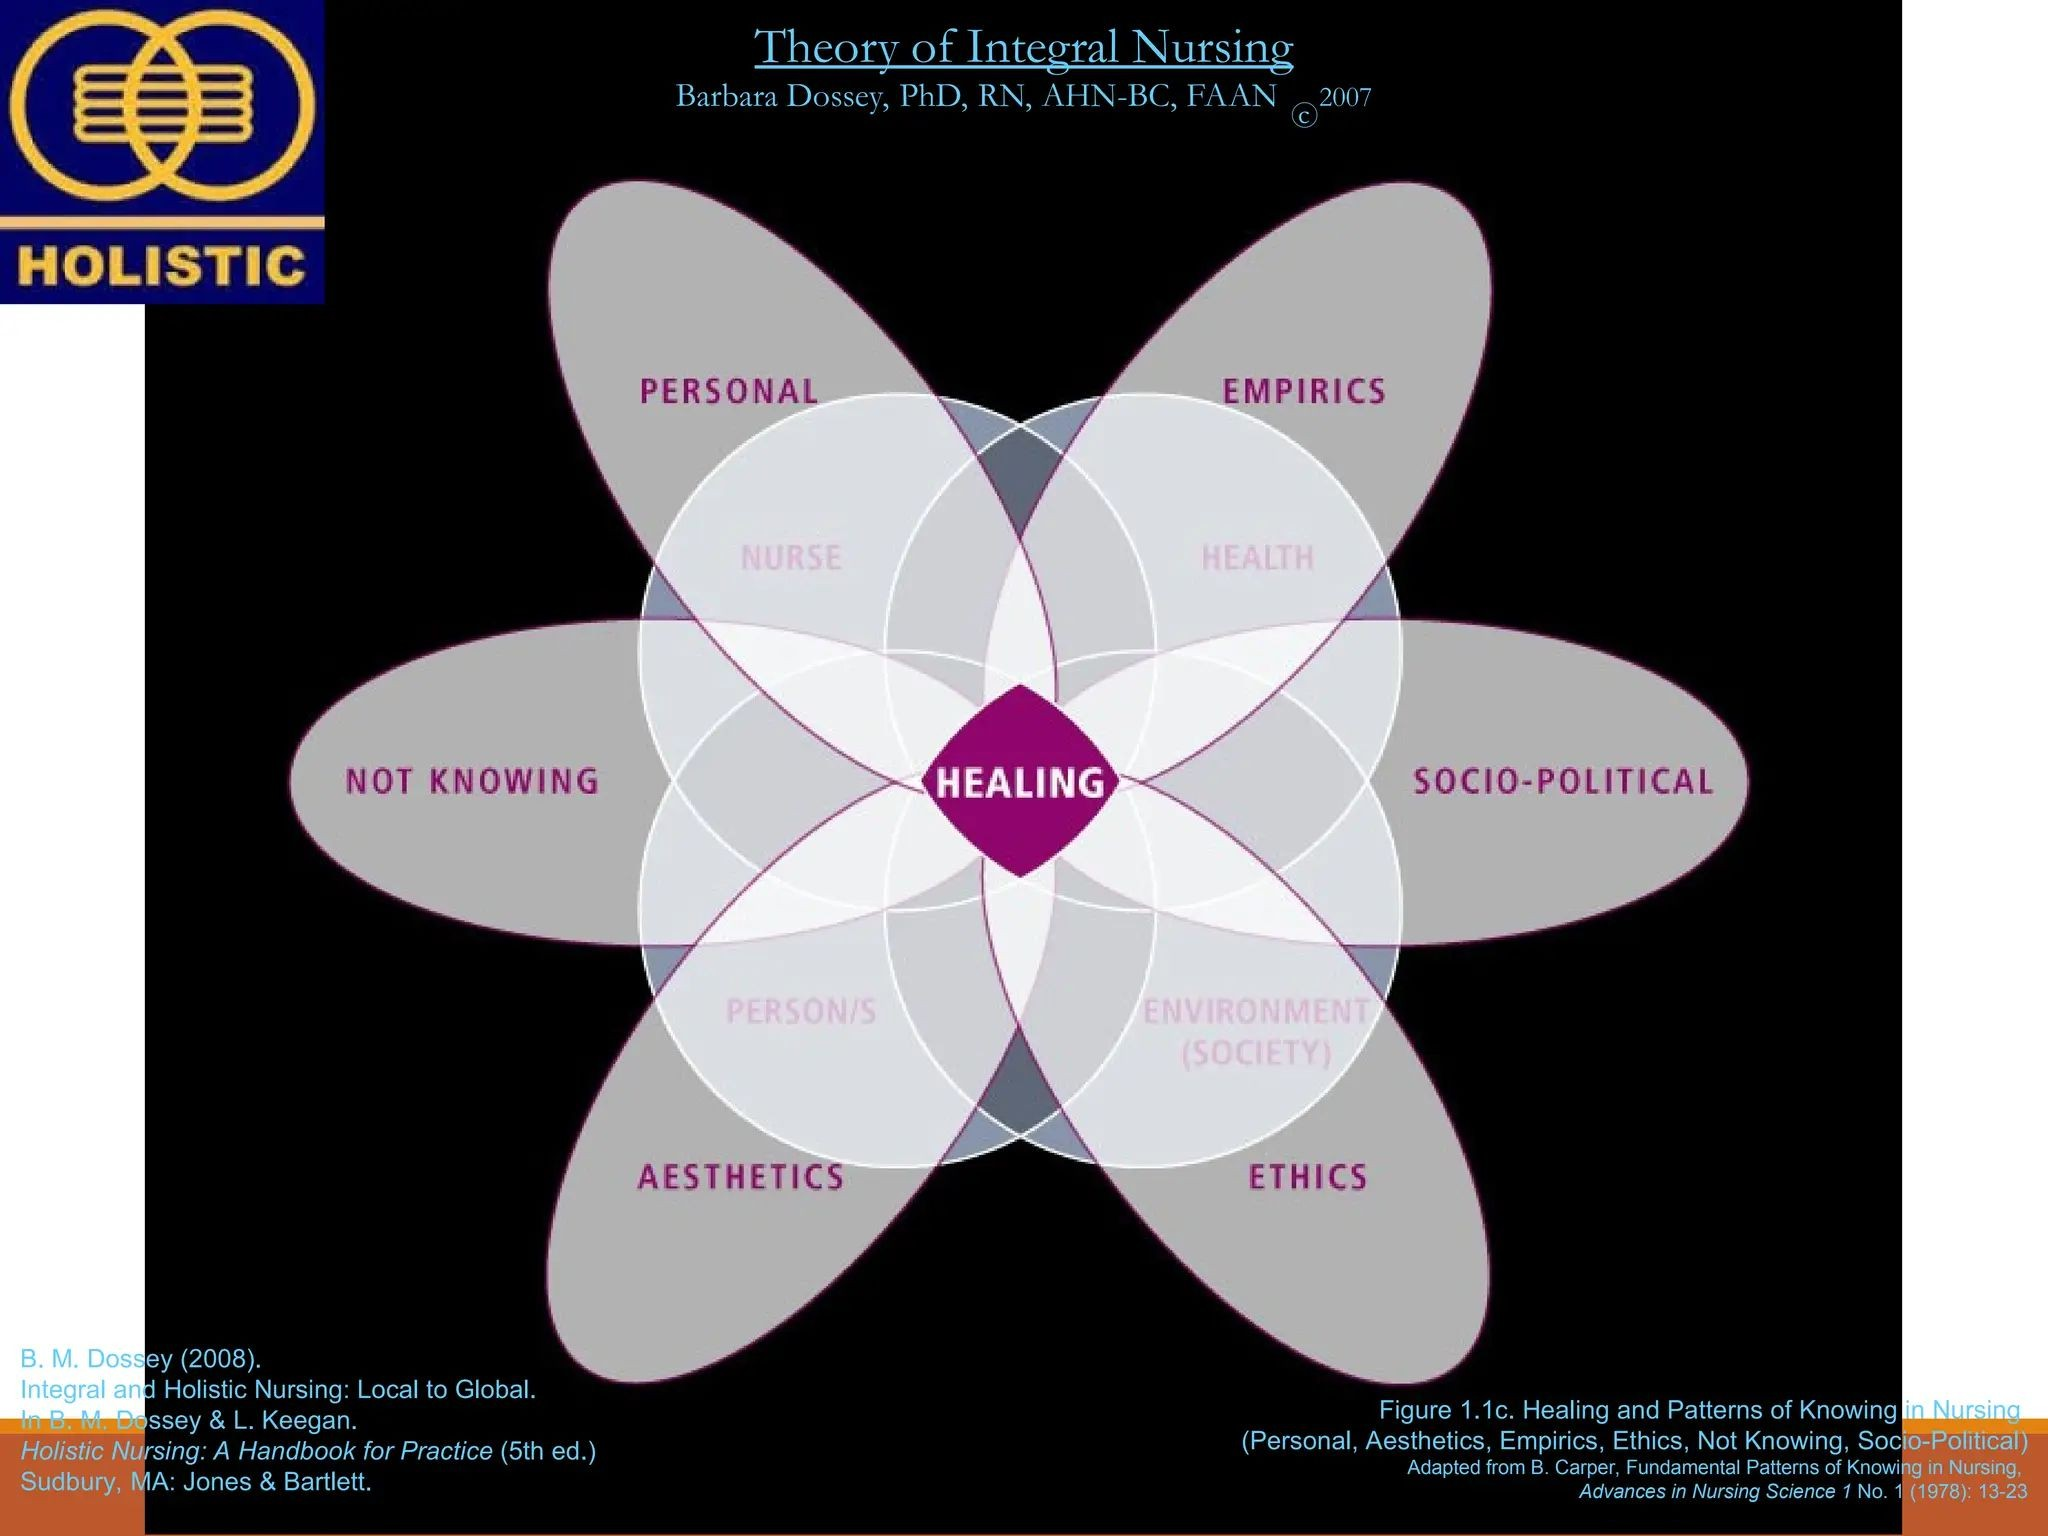 HOLISTIC
Theory of Integral Nursing
Barbara Dossey, PhD, RN, AHN-BC, FAAN ©2007
PERSONAL
EMPIRICS
NURSE
HEALTH
NOT KNOWING
HEALING
SOCIO-POLITICAL
PERSON/S
ENVIRONMENT
(SOCIETY)
AESTHETICS
ETHICS
B. M. Dossey (2008).
Integral and Holistic Nursing: Local to Global.
In B. M. Dossey & L. Keegan.
Holistic Nursing: A Handbook for Practice (5th ed.)
Sudbury, MA: Jones & Bartlett.
Figure 1.1c. Healing and Patterns of Knowing in Nursing
(Personal, Aesthetics, Empirics, Ethics, Not Knowing, Socio-Political)
Adapted from B. Carper, Fundamental Patterns of Knowing in Nursing,
Advances in Nursing Science 1 No. 1 (1978): 13-23